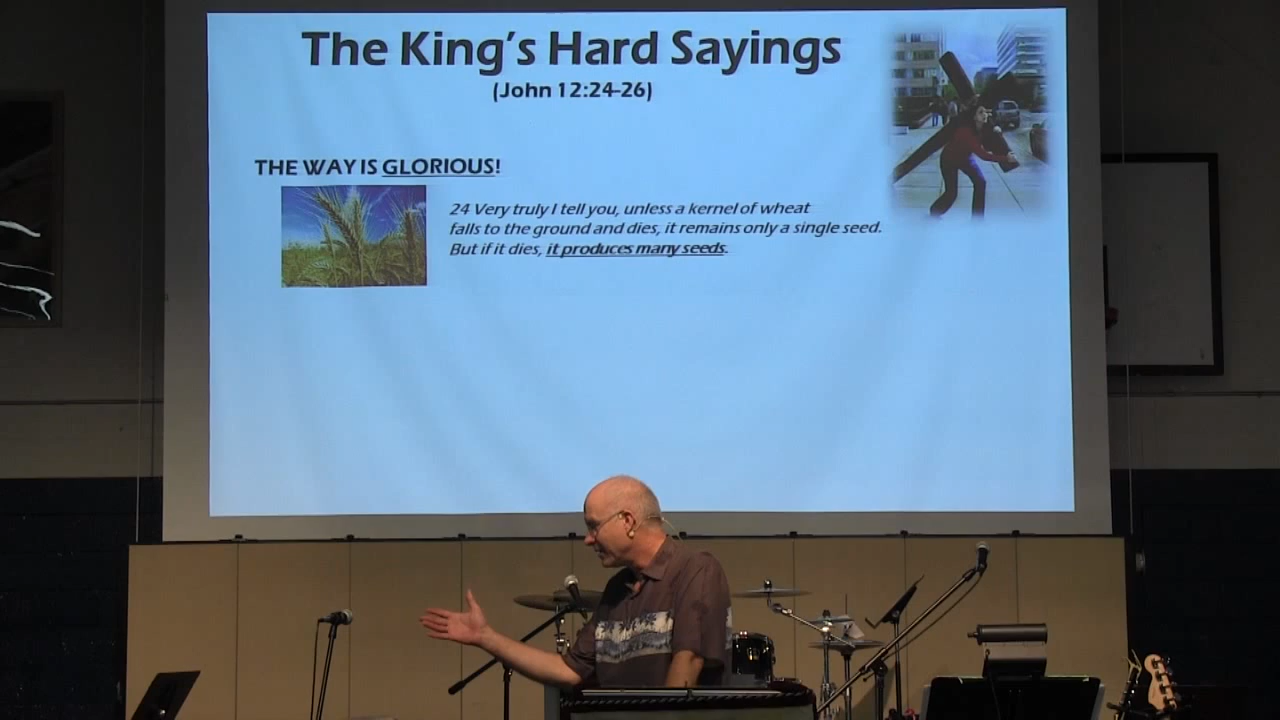 The King's Hard Sayings
(John 12:24-26)
THE WAY IS GLORIOUS!
24 Very truly I tell you, unless a kernel of wheat
falls to the ground and dies, it remains only a single seed.
But if it dies, it produces many seeds.